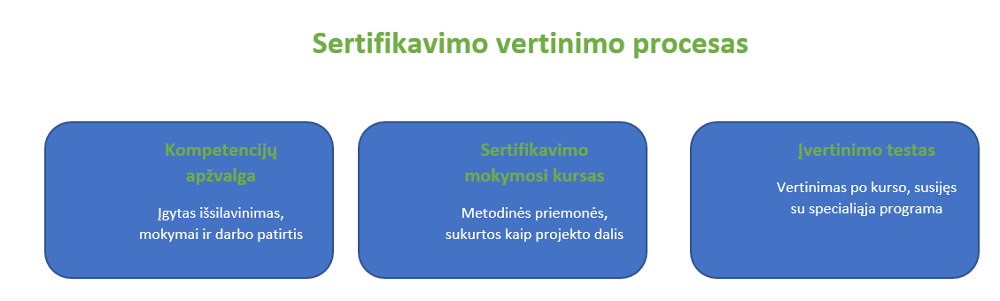 Sertifikavimo vertinimo procesas
Kompetencijų
apžvalga
Įgytas išsilavinimas,
mokymai ir darbo patirtis
Sertifikavimo
mokymosi kursas
Metodinės priemonės,
sukurtos kaip projekto dalis
Įvertinimo testas
Vertinimas po kurso, susijęs
su specialiąja programa